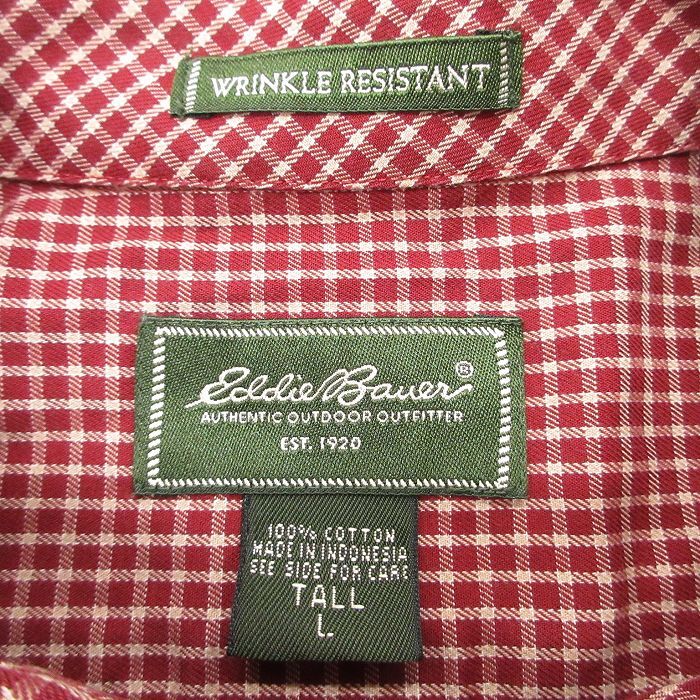 WRINKLE RESISTANT
Eddie Bauer®
AUTHENTIC OUTDOOR OUTFITTER
EST. 1920
100% COTTON
MADE IN INDONESIA
SEE SIDE FOR CARE
TALL
L